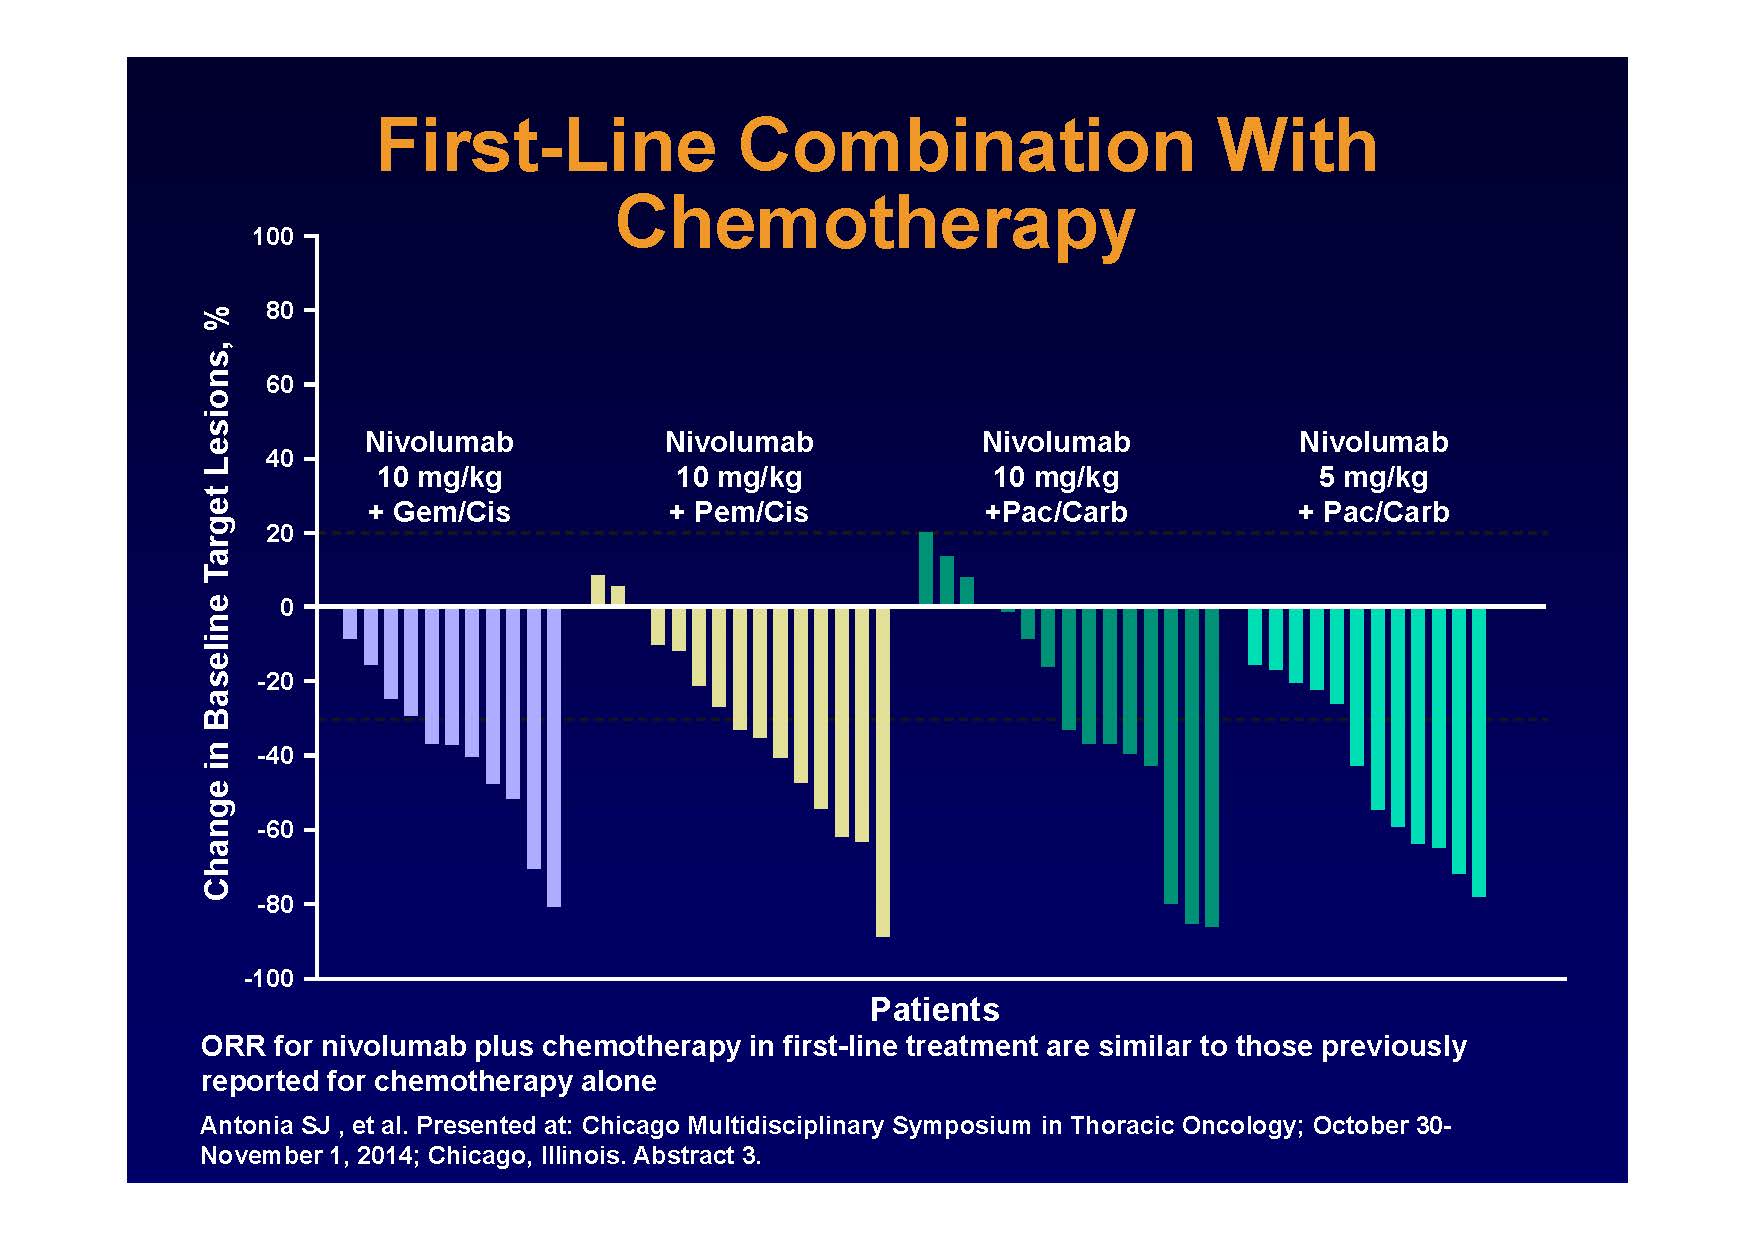 First-Line Combination With
Chemotherapy
100
80
60
40
20
0
-20
-40
-60
-80
-100
Change in Baseline Target Lesions, %
Nivolumab
10 mg/kg
+ Gem/Cis
Nivolumab
10 mg/kg
+ Pem/Cis
Nivolumab
10 mg/kg
+Pac/Carb
Nivolumab
5 mg/kg
+ Pac/Carb
Patients
ORR for nivolumab plus chemotherapy in first-line treatment are similar to those previously
reported for chemotherapy alone
Antonia SJ , et al. Presented at: Chicago Multidisciplinary Symposium in Thoracic Oncology; October 30-
November 1, 2014; Chicago, Illinois. Abstract 3.